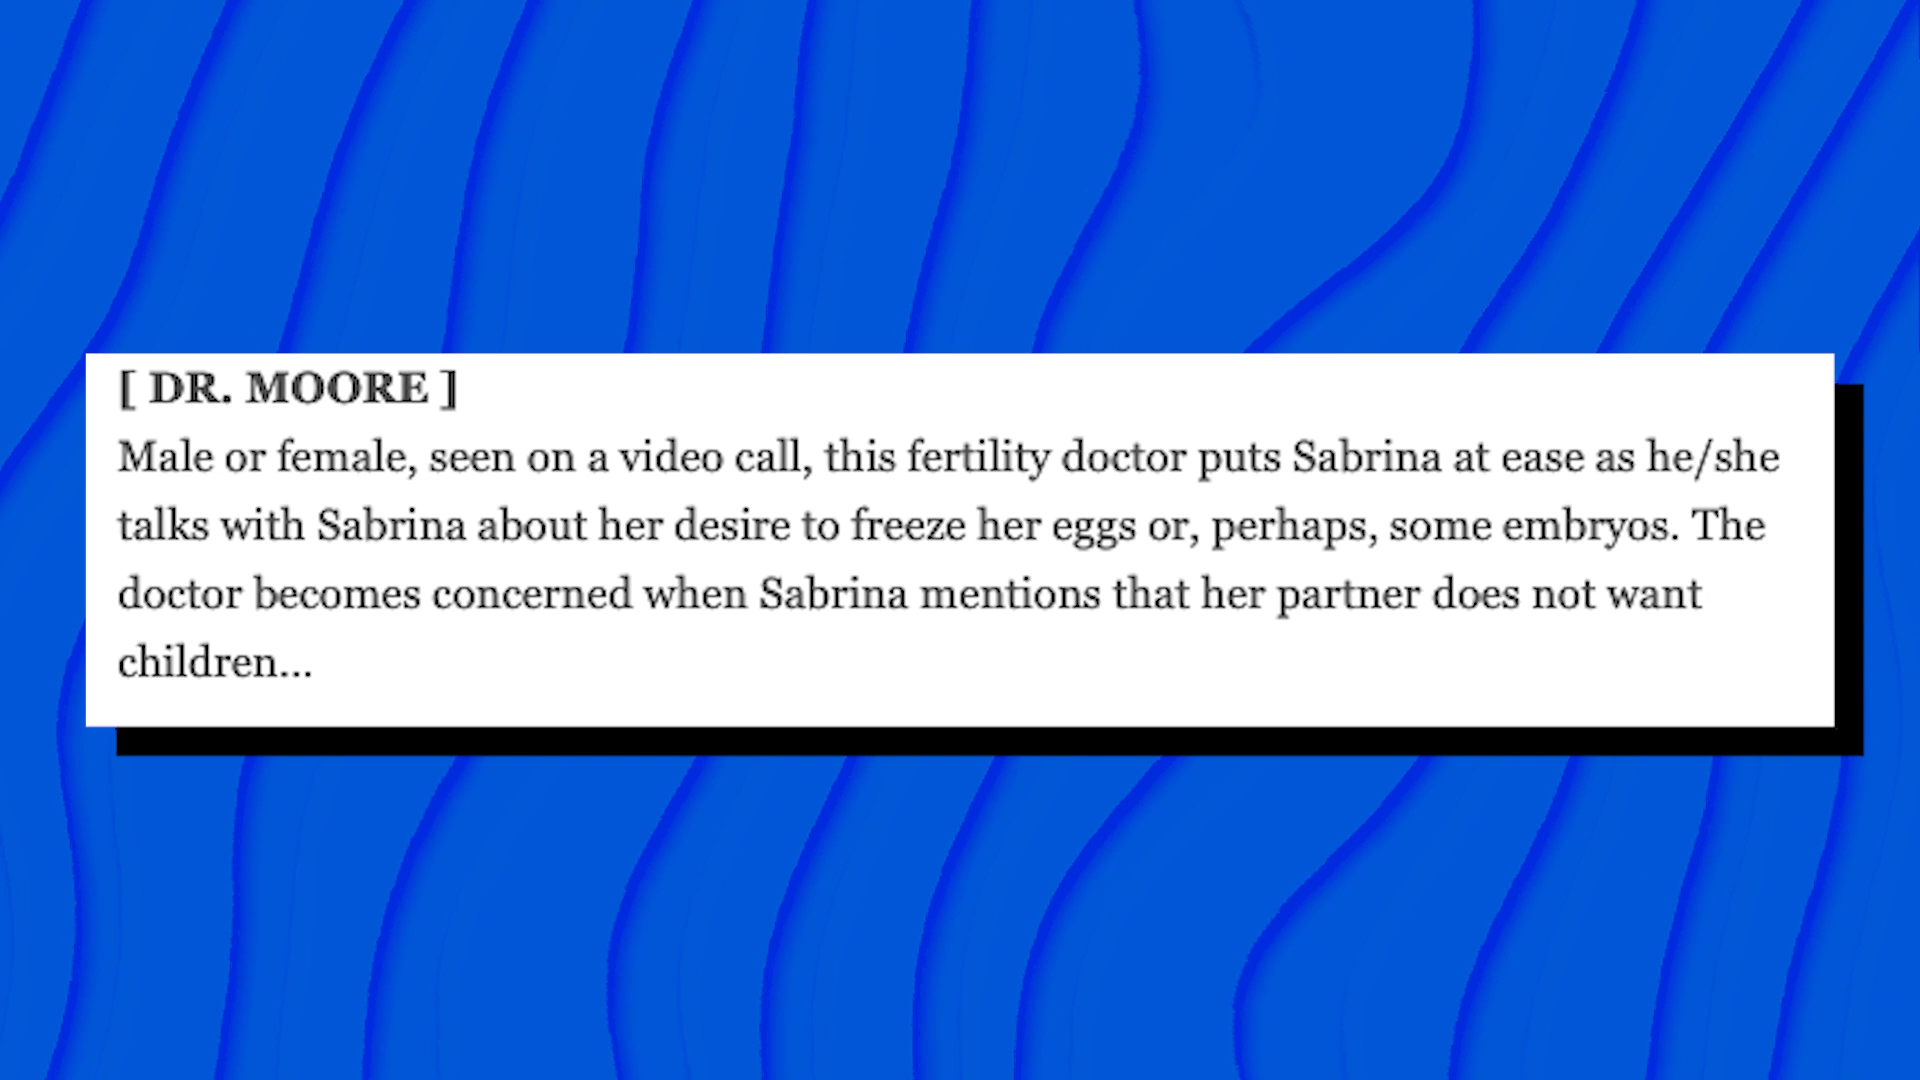 [ DR. MOORE ]
Male or female, seen on a video call, this fertility doctor puts Sabrina at ease as he/she
talks with Sabrina about her desire to freeze her eggs or, perhaps, some embryos. The
doctor becomes concerned when Sabrina mentions that her partner does not want
children...